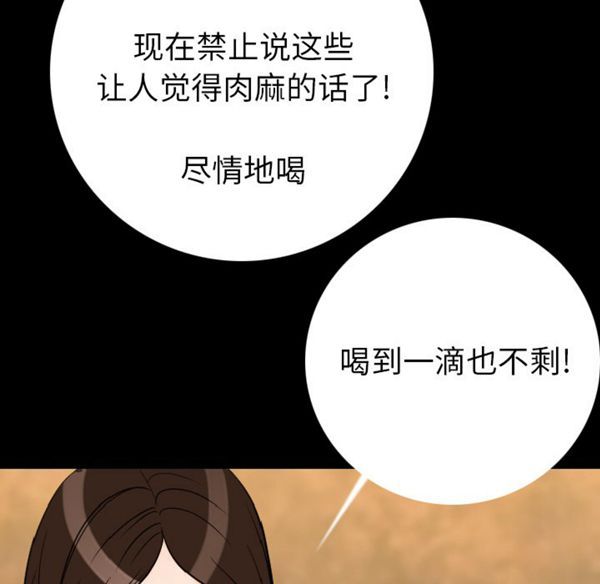 现在禁止说这些
让人觉得肉麻的话了!
尽情地喝
喝到一滴也不剩!